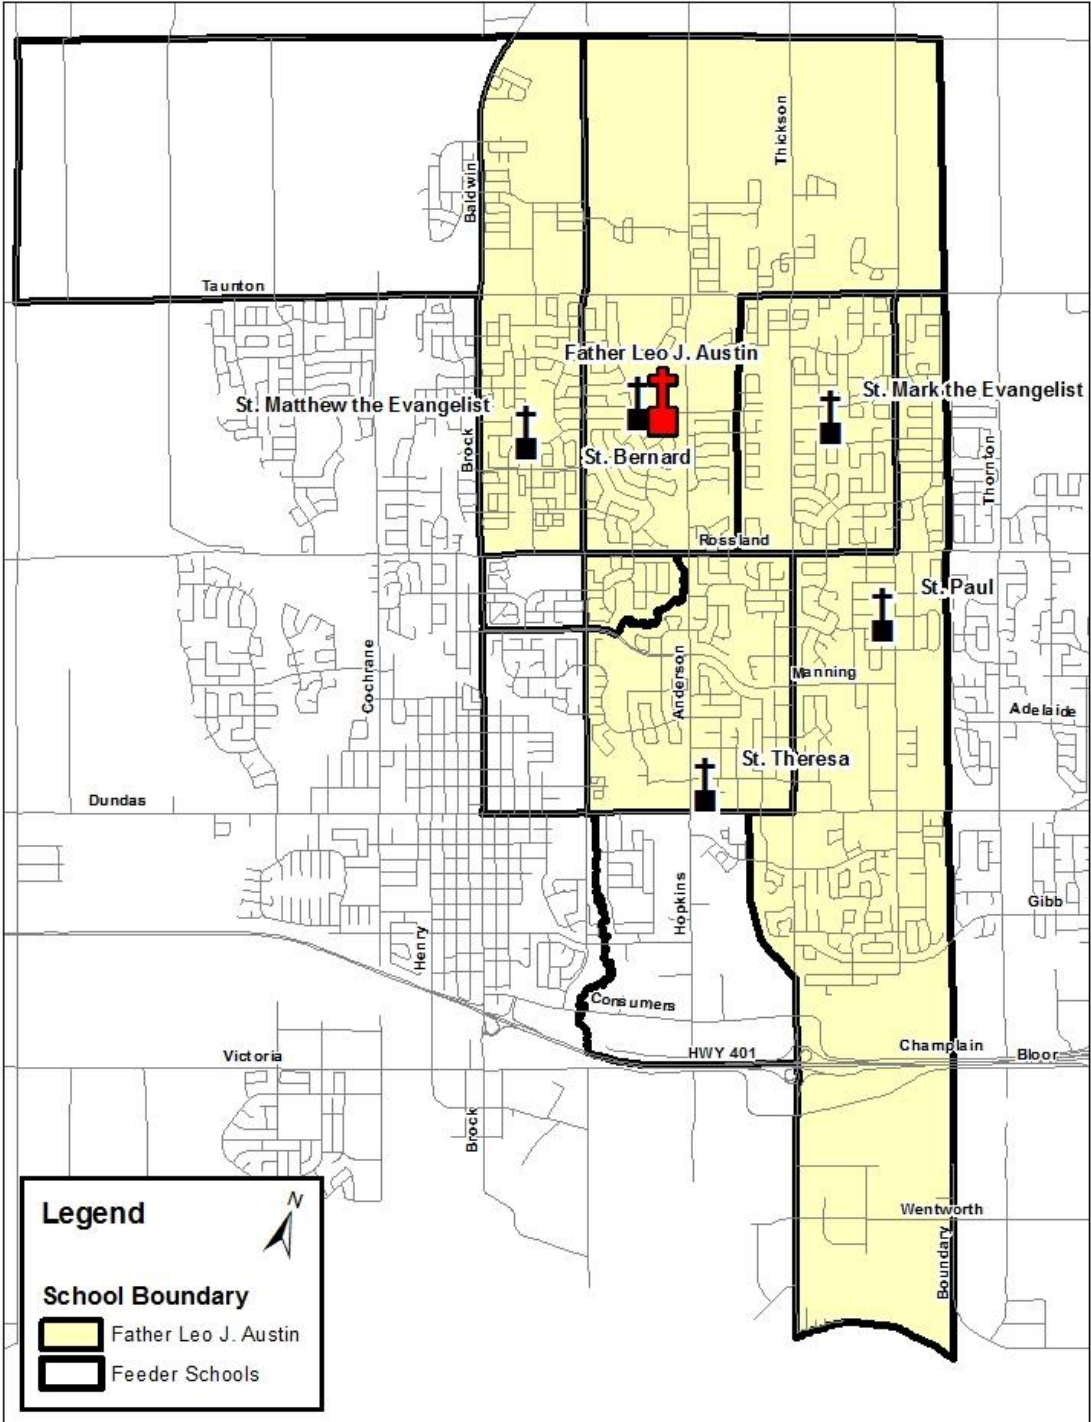 Thickson
Baldwin
Taunton
Father Leo J. Austin
St. Mark the Evangelist
St. Matthew the Evangelist
Brock
St. Bernard
Thornton
Rossland
St. Paul
Cochrane
Anderson
Manning
Adelaide
St. Theresa
Dundas
Hopkins
Gibb
Henry
Consumers
HWY 401
Champlain
Bloor
Victoria
Brock
Wentworth
Boundary
Legend
N
School Boundary
Father Leo J. Austin
Feeder Schools